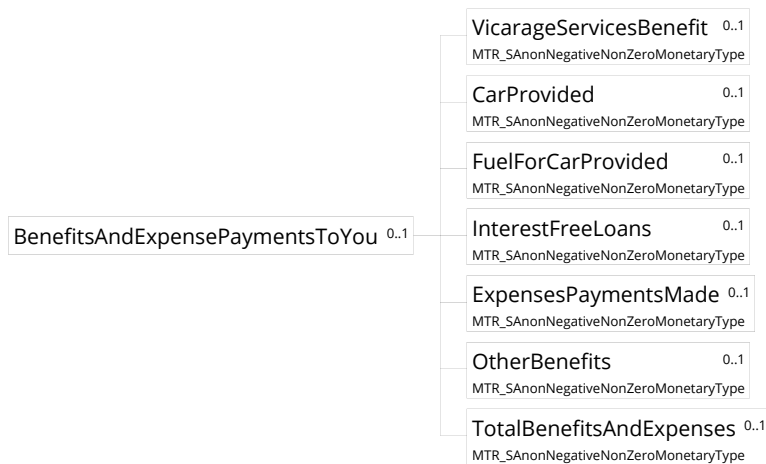 VicarageServicesBenefit 0..1
MTR_SAnonNegativeNonZeroMonetaryType
CarProvided 0..1
MTR_SAnonNegativeNonZeroMonetaryType
FuelForCarProvided 0..1
MTR_SAnonNegativeNonZeroMonetaryType
BenefitsAndExpensePaymentsToYou 0..1
InterestFreeLoans 0..1
MTR_SAnonNegativeNonZeroMonetaryType
ExpensesPaymentsMade 0..1
MTR_SAnonNegativeNonZeroMonetaryType
OtherBenefits 0..1
MTR_SAnonNegativeNonZeroMonetaryType
TotalBenefitsAndExpenses 0..1
MTR_SAnonNegativeNonZeroMonetaryType